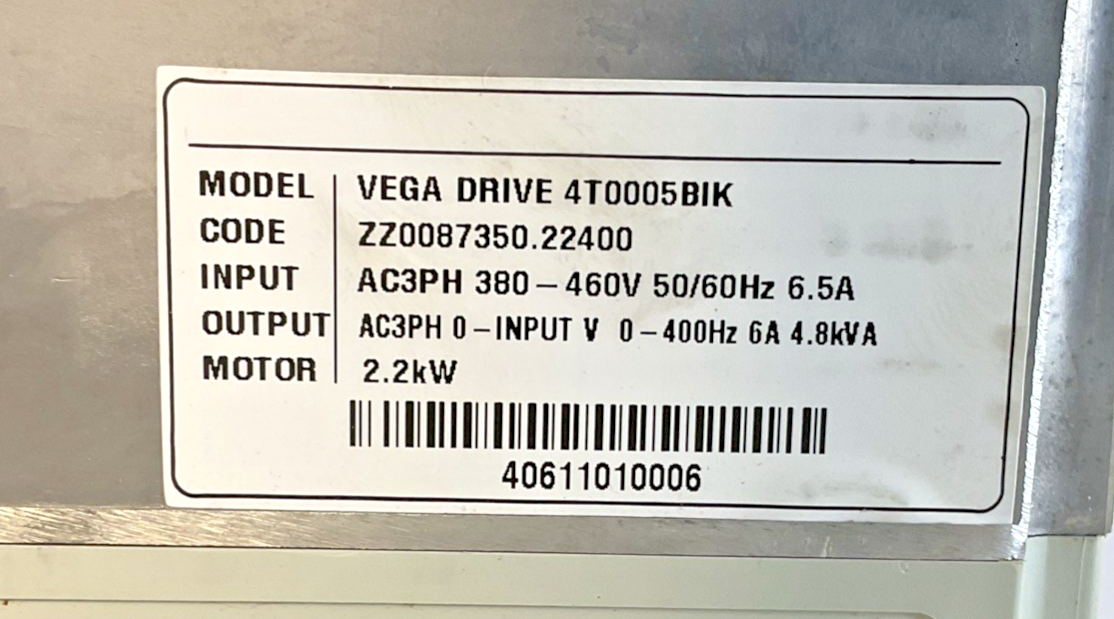 MODEL VEGA DRIVE 4T0005BIK
CODE ZZ0087350.22400
INPUT AC3PH 380-460V 50/60Hz 6.5A
OUTPUT AC3PH 0-INPUT V 0-400Hz 6A 4.8kVA
MOTOR 2.2kW
40611010006